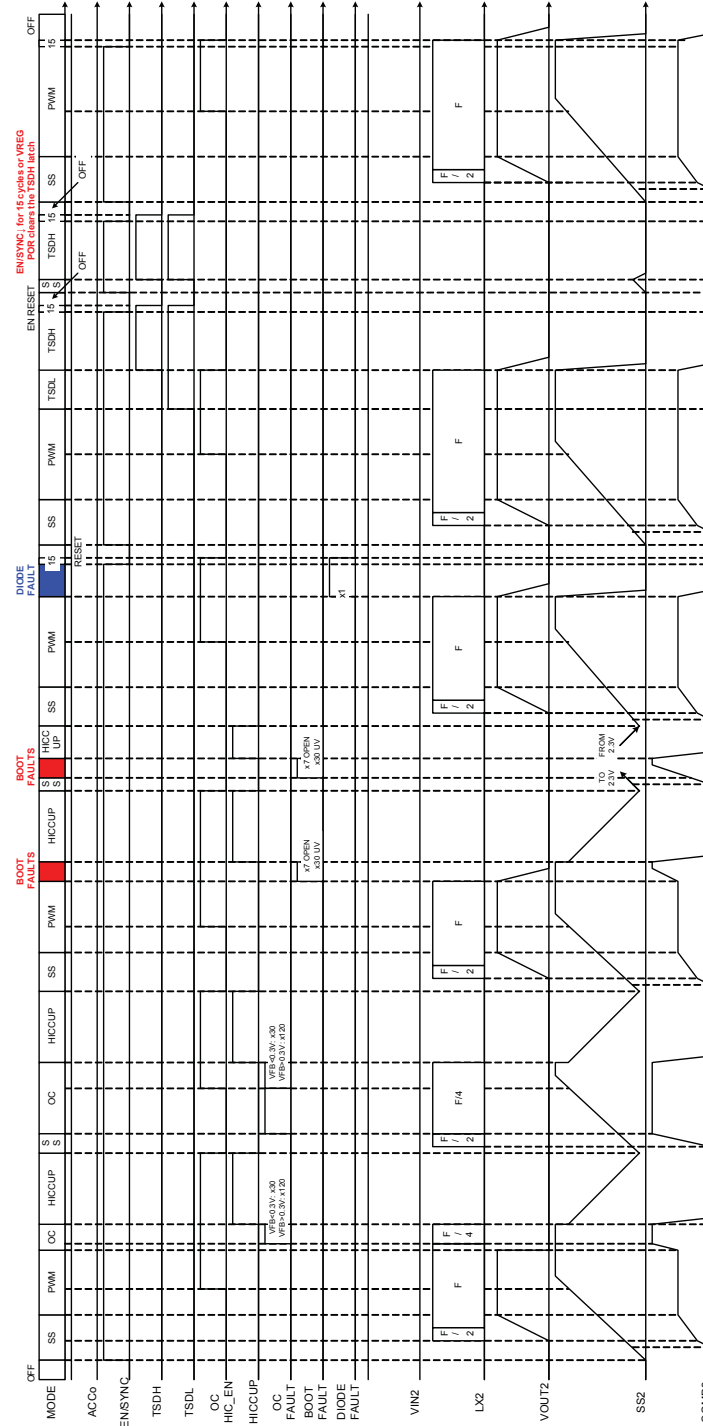 OFF
SS
PWM
OC
HICCUP
S S
OC
HICCUP
SS
PWM
BOOT
FAULTS
HICCUP
S S
BOOT
FAULTS
HICC
UP
SS
PWM
DIODE
FAULT
15
RESET
SS
PWM
TSDL
TSDH
15
EN RESET
OFF
S S
TSDH
15
OFF
EN/SYNC↓ for 15 cycles or VREG
POR clears the TSDH latch
SS
PWM
15
OFF
MODE
ACCo
EN/SYNC
TSDH
TSDL
OC
HIC_EN
HICCUP
OC
FAULT
VFB<0.3V: x30
VFB>0.3V: x120
VFB<0.3V: x30
VFB>0.3V: x120
BOOT
FAULT
x7 OPEN
x30 UV
x7 OPEN
x30 UV
DIODE
FAULT
x1
VIN2
LX2
F / 2
F
F / 4
F / 2
F/4
F / 2
F
F / 2
F
F / 2
F
F / 2
F
VOUT2
SS2
TO
2.3V
FROM
2.3V